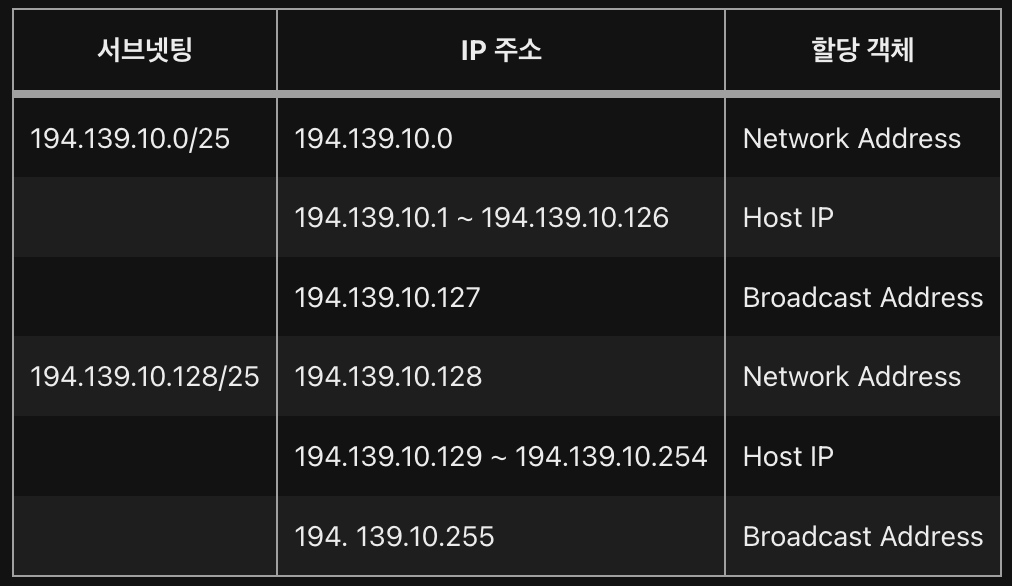 서브넷팅 IP 주소 할당 객체
194.139.10.0/25 194.139.10.0 Network Address
194.139.10.1 ~ 194.139.10.126 Host IP
194.139.10.127 Broadcast Address
194.139.10.128/25 194.139.10.128 Network Address
194.139.10.129 ~ 194.139.10.254 Host IP
194. 139.10.255 Broadcast Address